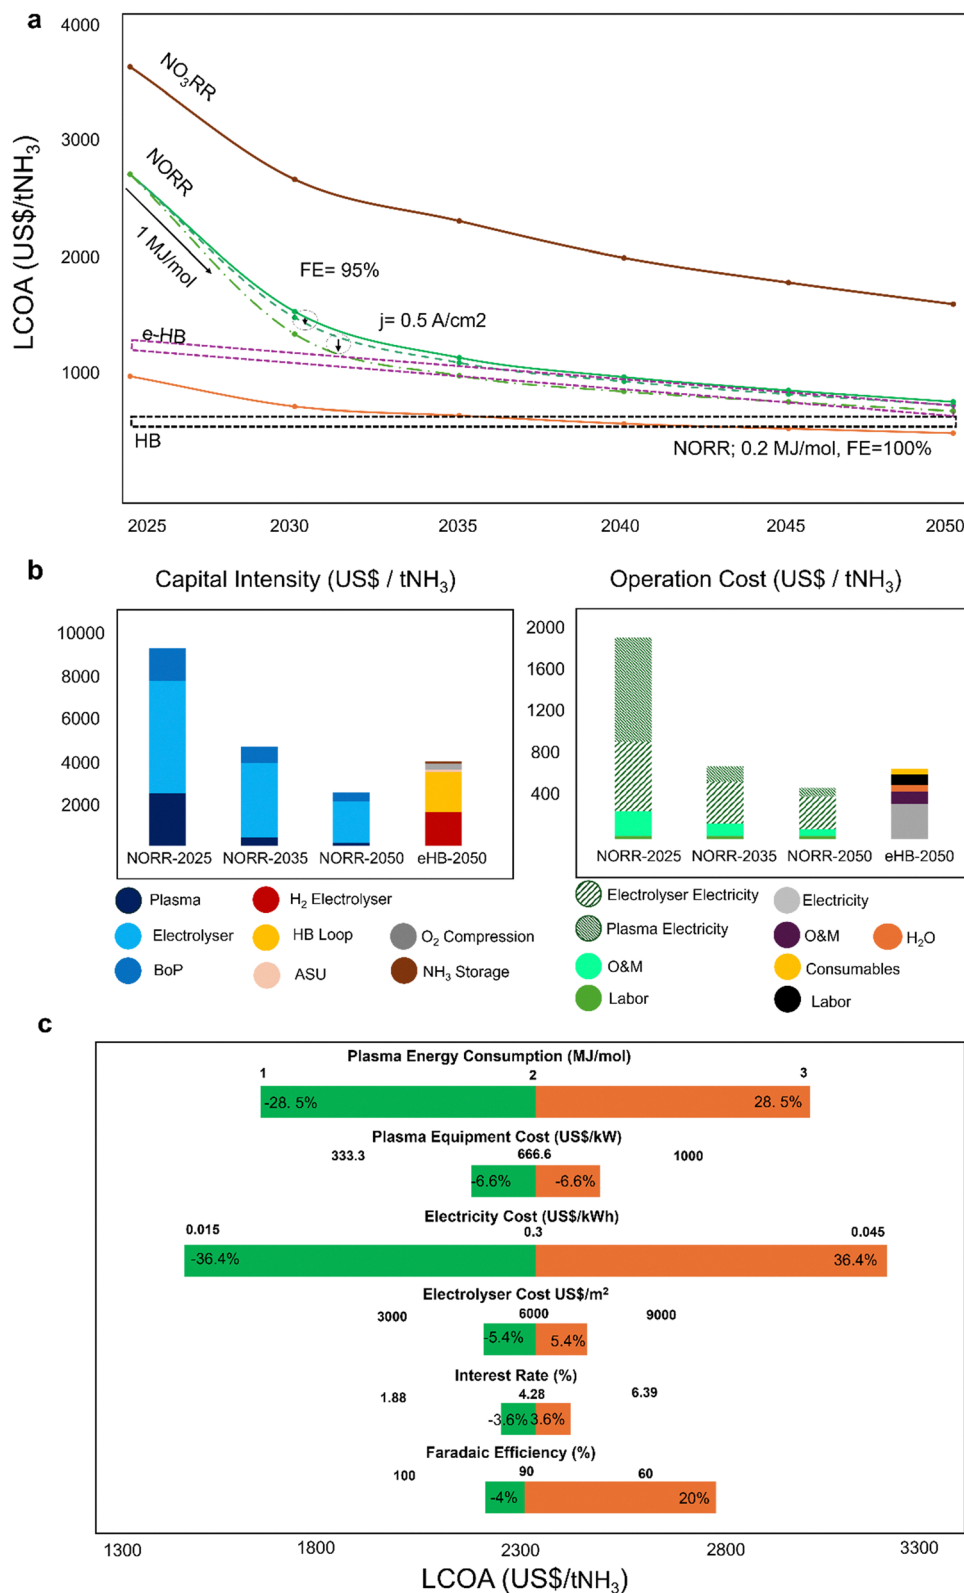 a
4000
3000
2000
1000
LCOA (US$/tNH3)
NO3RR
NORR
1 MJ/mol
FE= 95%
j= 0.5 A/cm2
e-HB
HB
NORR; 0.2 MJ/mol, FE=100%
2025 2030 2035 2040 2045 2050
b
Capital Intensity (US$ / tNH3)
10000
8000
6000
4000
2000
NORR-2025 NORR-2035 NORR-2050 eHB-2050
Plasma
Electrolyser
BoP
H2 Electrolyser
HB Loop
ASU
O2 Compression
NH3 Storage
Operation Cost (US$ / tNH3)
2000
1600
1200
800
400
NORR-2025 NORR-2035 NORR-2050 eHB-2050
Electrolyser Electricity
Plasma Electricity
O&M
Labor
Electricity
O&M
H2O
Consumables
Labor
c
Plasma Energy Consumption (MJ/mol)
1 2 3
-28. 5% 28. 5%
Plasma Equipment Cost (US$/kW)
333.3 666.6 1000
-6.6% -6.6%
Electricity Cost (US$/kWh)
0.015 0.3 0.045
-36.4% 36.4%
Electrolyser Cost US$/m²
3000 6000 9000
-5.4% 5.4%
Interest Rate (%)
1.88 4.28 6.39
-3.6% 3.6%
Faradaic Efficiency (%)
100 90 60
-4% 20%
1300 1800 2300 2800 3300
LCOA (US$/tNH3)